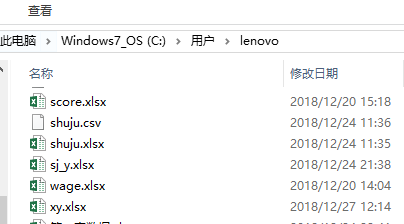 查看
此电脑 > Windows7_OS (C:) > 用户 > lenovo
名称 修改日期
score.xlsx 2018/12/20 15:18
shuju.csv 2018/12/24 11:36
shuju.xlsx 2018/12/24 11:35
sj_y.xlsx 2018/12/24 21:38
wage.xlsx 2018/12/20 14:04
xy.xlsx 2018/12/27 12:14